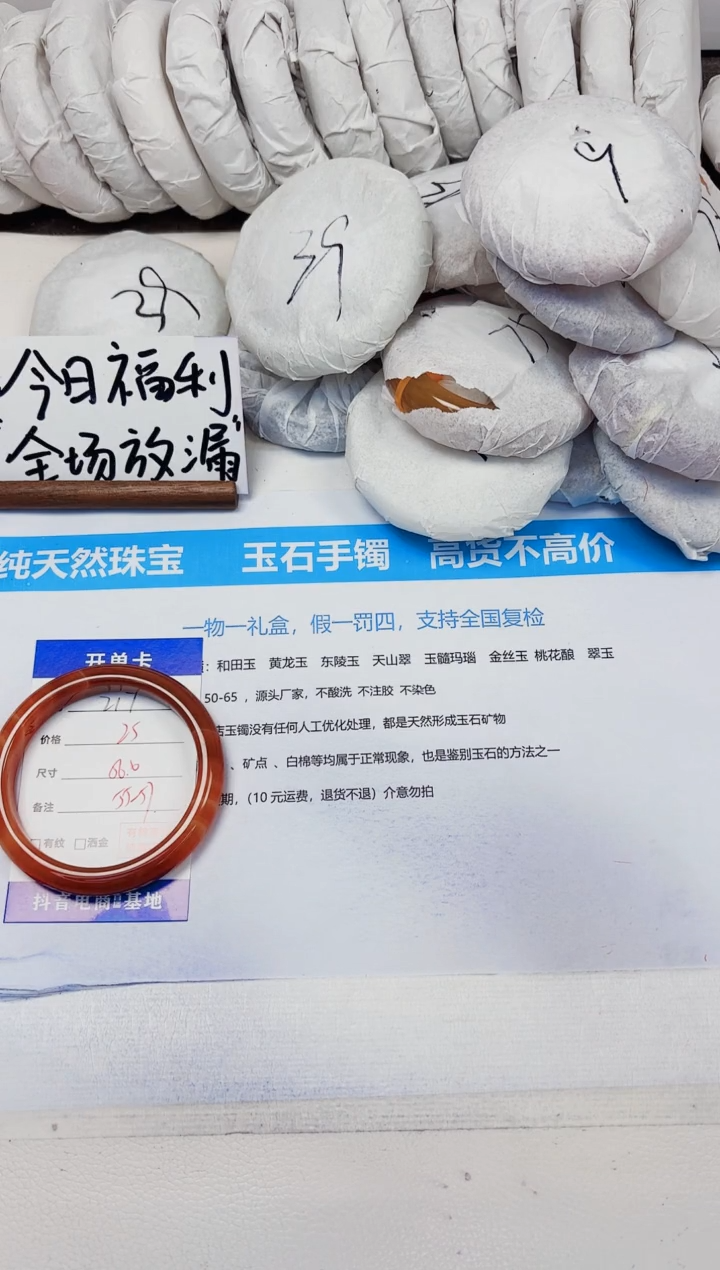 39
今日福利
"全场放漏"
纯天然珠宝 玉石手镯 高货不高价
一物一礼盒，假一罚四，支持全国复检
：和田玉 黄龙玉 东陵玉 天山翠 玉髓玛瑙 金丝玉 桃花酿 翠玉
50-65 ，源头厂家，不酸洗 不注胶 不染色
玉镯没有任何人工优化处理，都是天然形成玉石矿物
、矿点 、白棉等均属于正常现象，也是鉴别玉石的方法之一
期，（10 元运费，退货不退）介意勿拍
开单卡
价格 25
尺寸
备注
有纹 洒金
抖音电商 基地